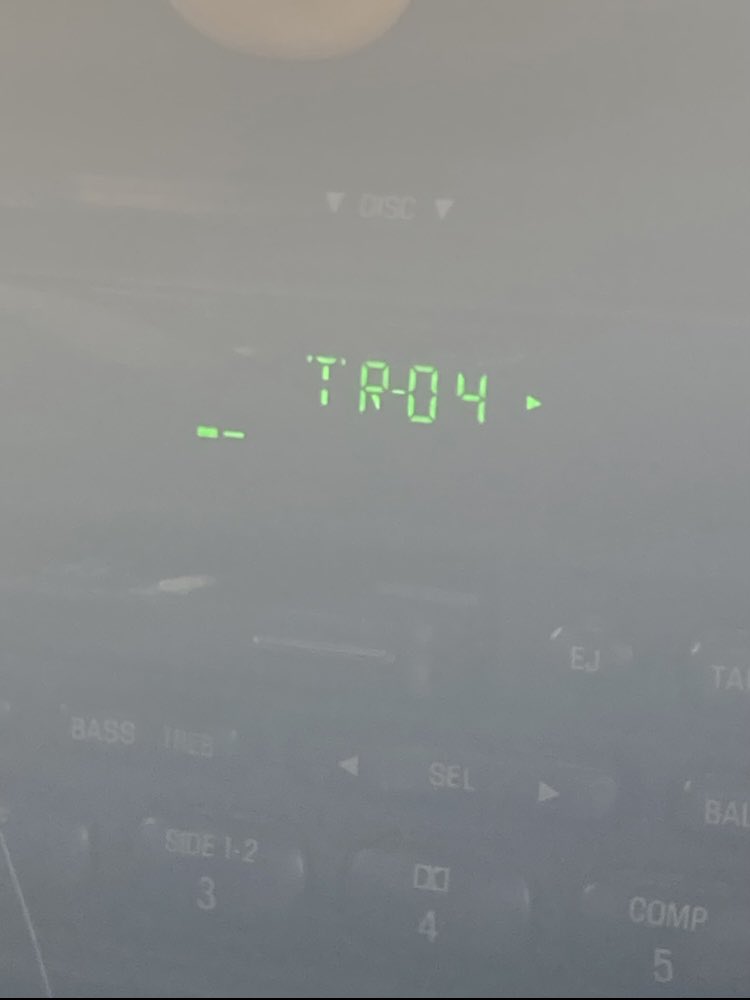 ▼ DISC ▼
TR-04 ▸
EJ
BASS TREB
◀ SEL ▶
SIDE 1-2
3
4
COMP
5